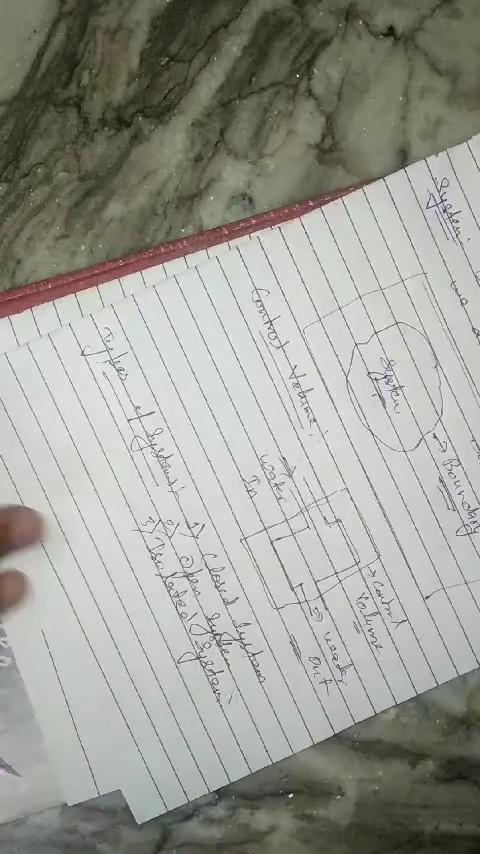 System:
we
System
Boundary
Control Volume:
water
In
Control
Volume
water
out
Types of System:
1) Closed System
2) Open System
3) Isolated System: